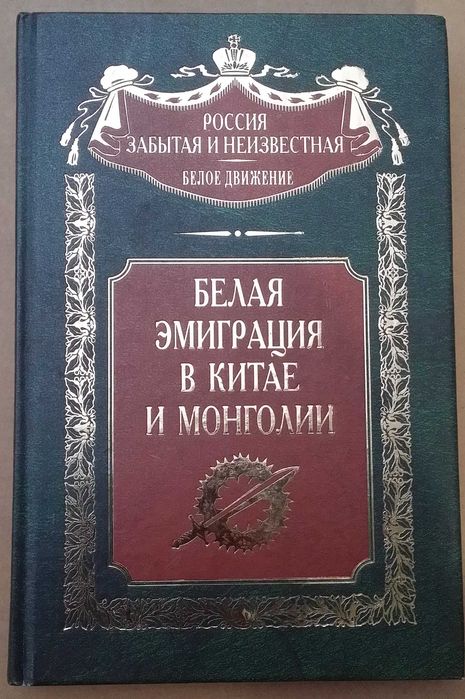 РОССИЯ
ЗАБЫТАЯ И НЕИЗВЕСТНАЯ
БЕЛОЕ ДВИЖЕНИЕ
БЕЛАЯ
ЭМИГРАЦИЯ
В КИТАЕ
И МОНГОЛИИ